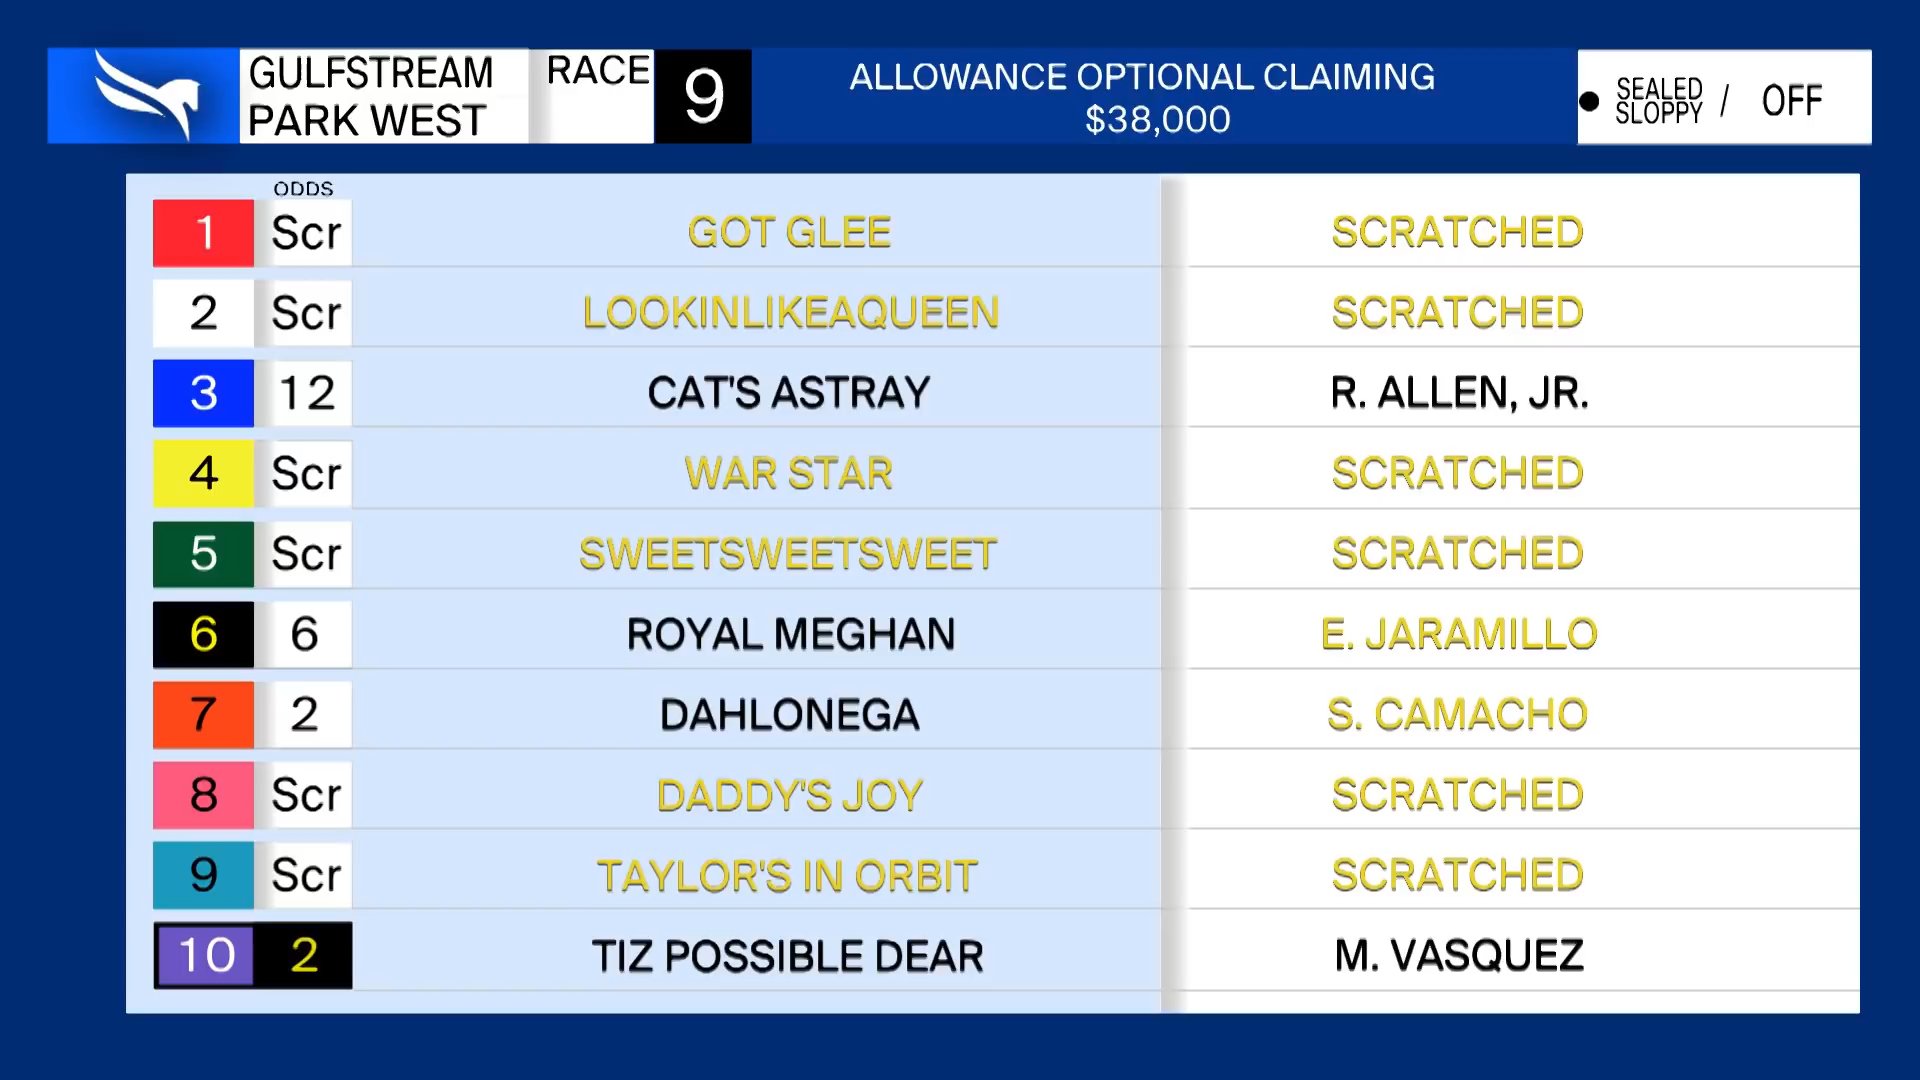 GULFSTREAM
PARK WEST
RACE
9
ALLOWANCE OPTIONAL CLAIMING
$38,000
SEALED
SLOPPY / OFF
ODDS
1 Scr GOT GLEE SCRATCHED
2 Scr LOOKINLIKEAQUEEN SCRATCHED
3 12 CAT'S ASTRAY R. ALLEN, JR.
4 Scr WAR STAR SCRATCHED
5 Scr SWEETSWEETSWEET SCRATCHED
6 6 ROYAL MEGHAN E. JARAMILLO
7 2 DAHLONEGA S. CAMACHO
8 Scr DADDY'S JOY SCRATCHED
9 Scr TAYLOR'S IN ORBIT SCRATCHED
10 2 TIZ POSSIBLE DEAR M. VASQUEZ